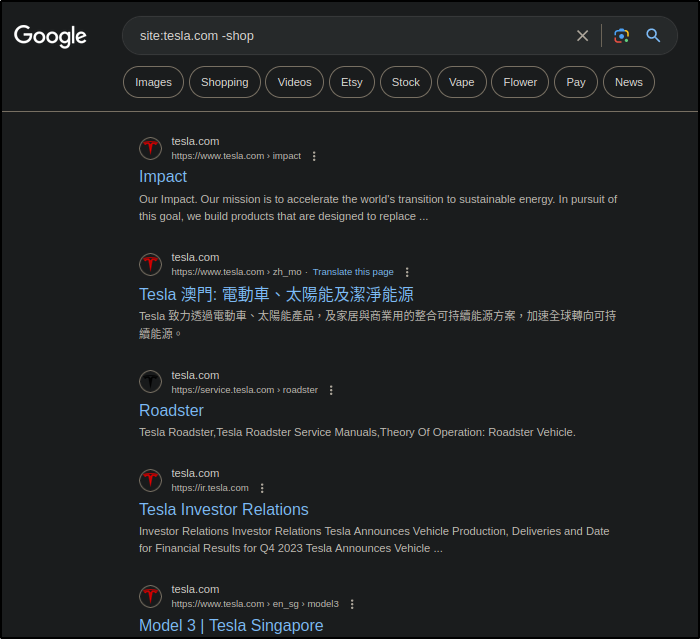 Google
site:tesla.com -shop
Images Shopping Videos Etsy Stock Vape Flower Pay News
tesla.com
https://www.tesla.com › impact
Impact
Our Impact. Our mission is to accelerate the world's transition to sustainable energy. In pursuit of
this goal, we build products that are designed to replace ...
tesla.com
https://www.tesla.com › zh_mo · Translate this page
Tesla 澳門: 電動車、太陽能及潔淨能源
Tesla 致力透過電動車、太陽能產品，及家居與商業用的整合可持續能源方案，加速全球轉向可持
續能源。
tesla.com
https://service.tesla.com › roadster
Roadster
Tesla Roadster,Tesla Roadster Service Manuals,Theory Of Operation: Roadster Vehicle.
tesla.com
https://ir.tesla.com
Tesla Investor Relations
Investor Relations Investor Relations Tesla Announces Vehicle Production, Deliveries and Date
for Financial Results for Q4 2023 Tesla Announces Vehicle ...
tesla.com
https://www.tesla.com › en_sg › model3
Model 3 | Tesla Singapore